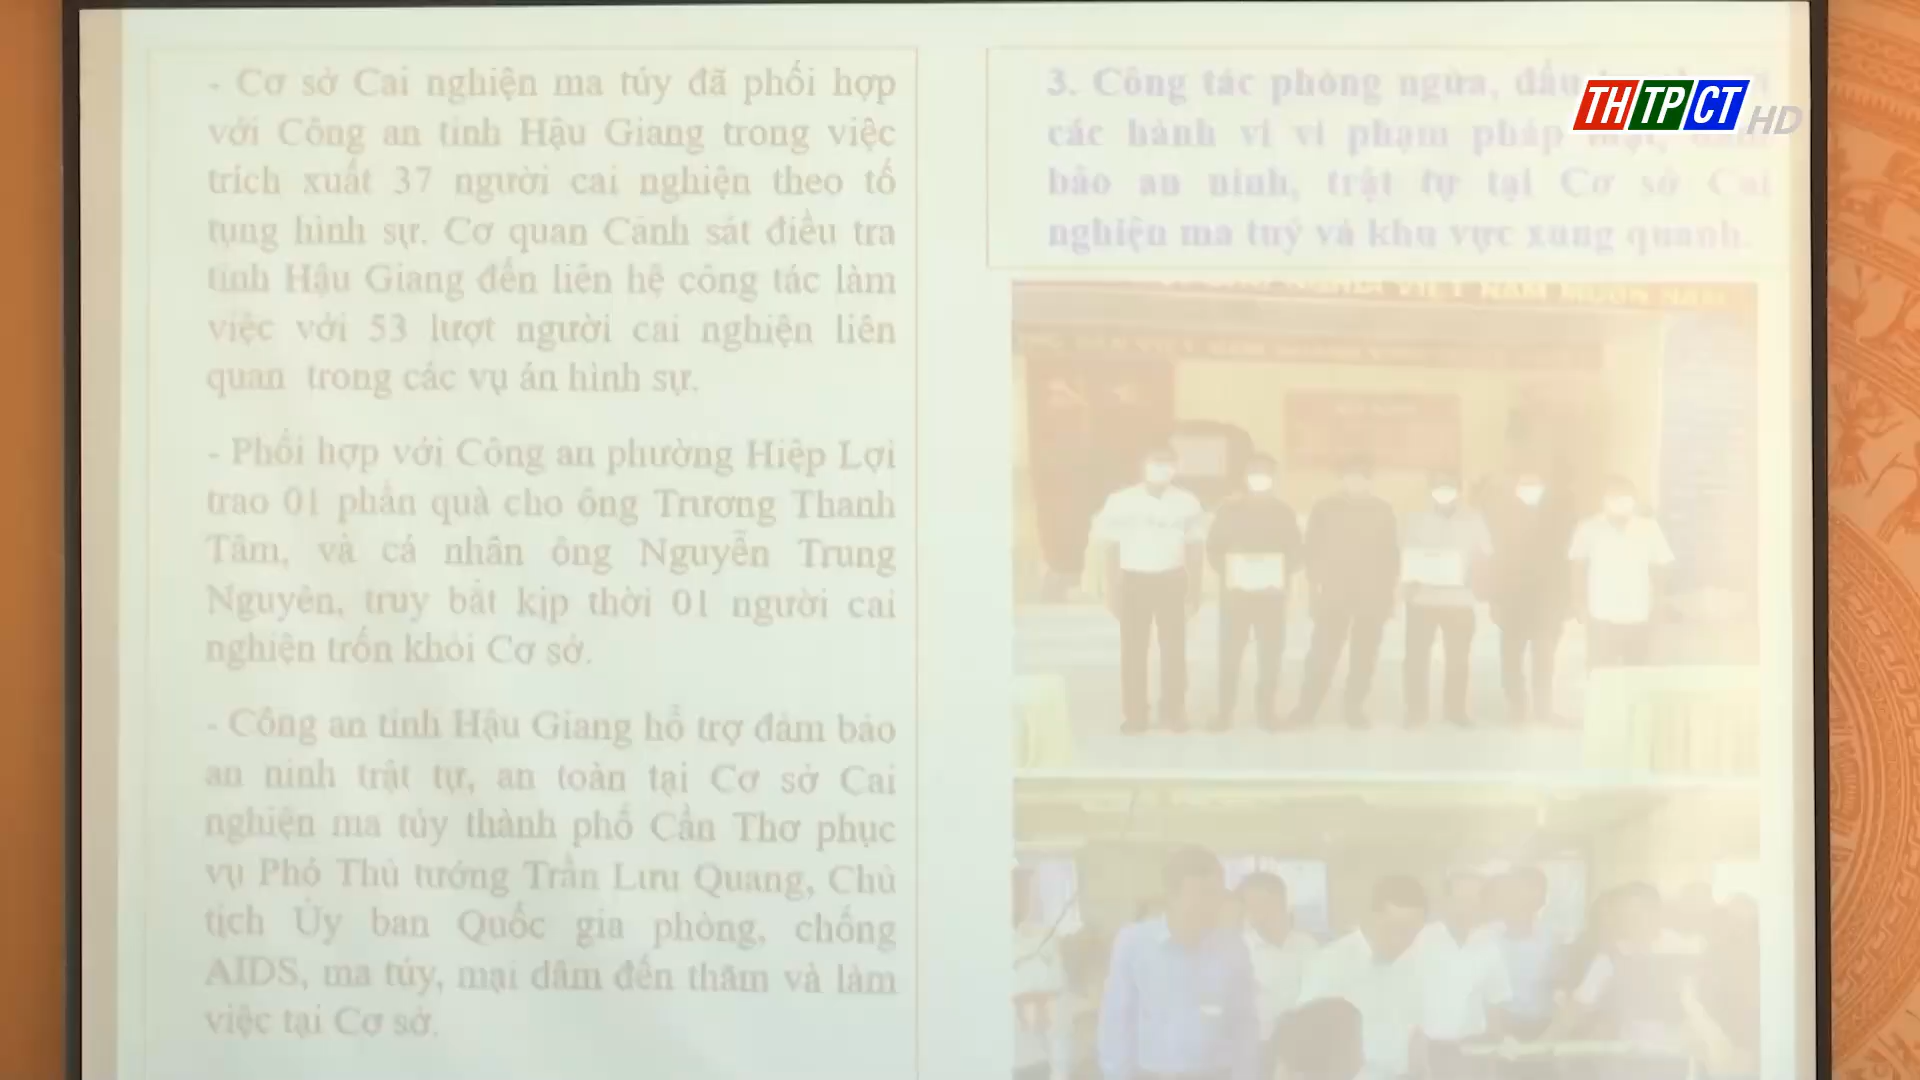 - Cơ sở Cai nghiện ma túy đã phối hợp
với Công an tỉnh Hậu Giang trong việc
trích xuất 37 người cai nghiện theo tố
tụng hình sự. Cơ quan Cảnh sát điều tra
tỉnh Hậu Giang đến liên hệ công tác làm
việc với 53 lượt người cai nghiện liên
quan trong các vụ án hình sự.
- Phối hợp với Công an phường Hiệp Lợi
trao 01 phần quà cho ông Trương Thanh
Tâm, và cá nhân ông Nguyễn Trung
Nguyên, truy bắt kịp thời 01 người cai
nghiện trốn khỏi Cơ sở.
- Công an tỉnh Hậu Giang hỗ trợ đảm bảo
an ninh trật tự, an toàn tại Cơ sở Cai
nghiện ma túy thành phố Cần Thơ phục
vụ Phó Thủ tướng Trần Lưu Quang, Chủ
tịch Ủy ban Quốc gia phòng, chống
AIDS, ma túy, mại dâm đến thăm và làm
việc tại Cơ sở.
3. Công tác phòng ngừa, đấu
các hành vi vi phạm pháp
bảo an ninh, trật tự tại Cơ sở Cai
nghiện ma tuý và khu vực xung quanh.
VIỆT NAM MUÔN NĂM
THTPCT HD